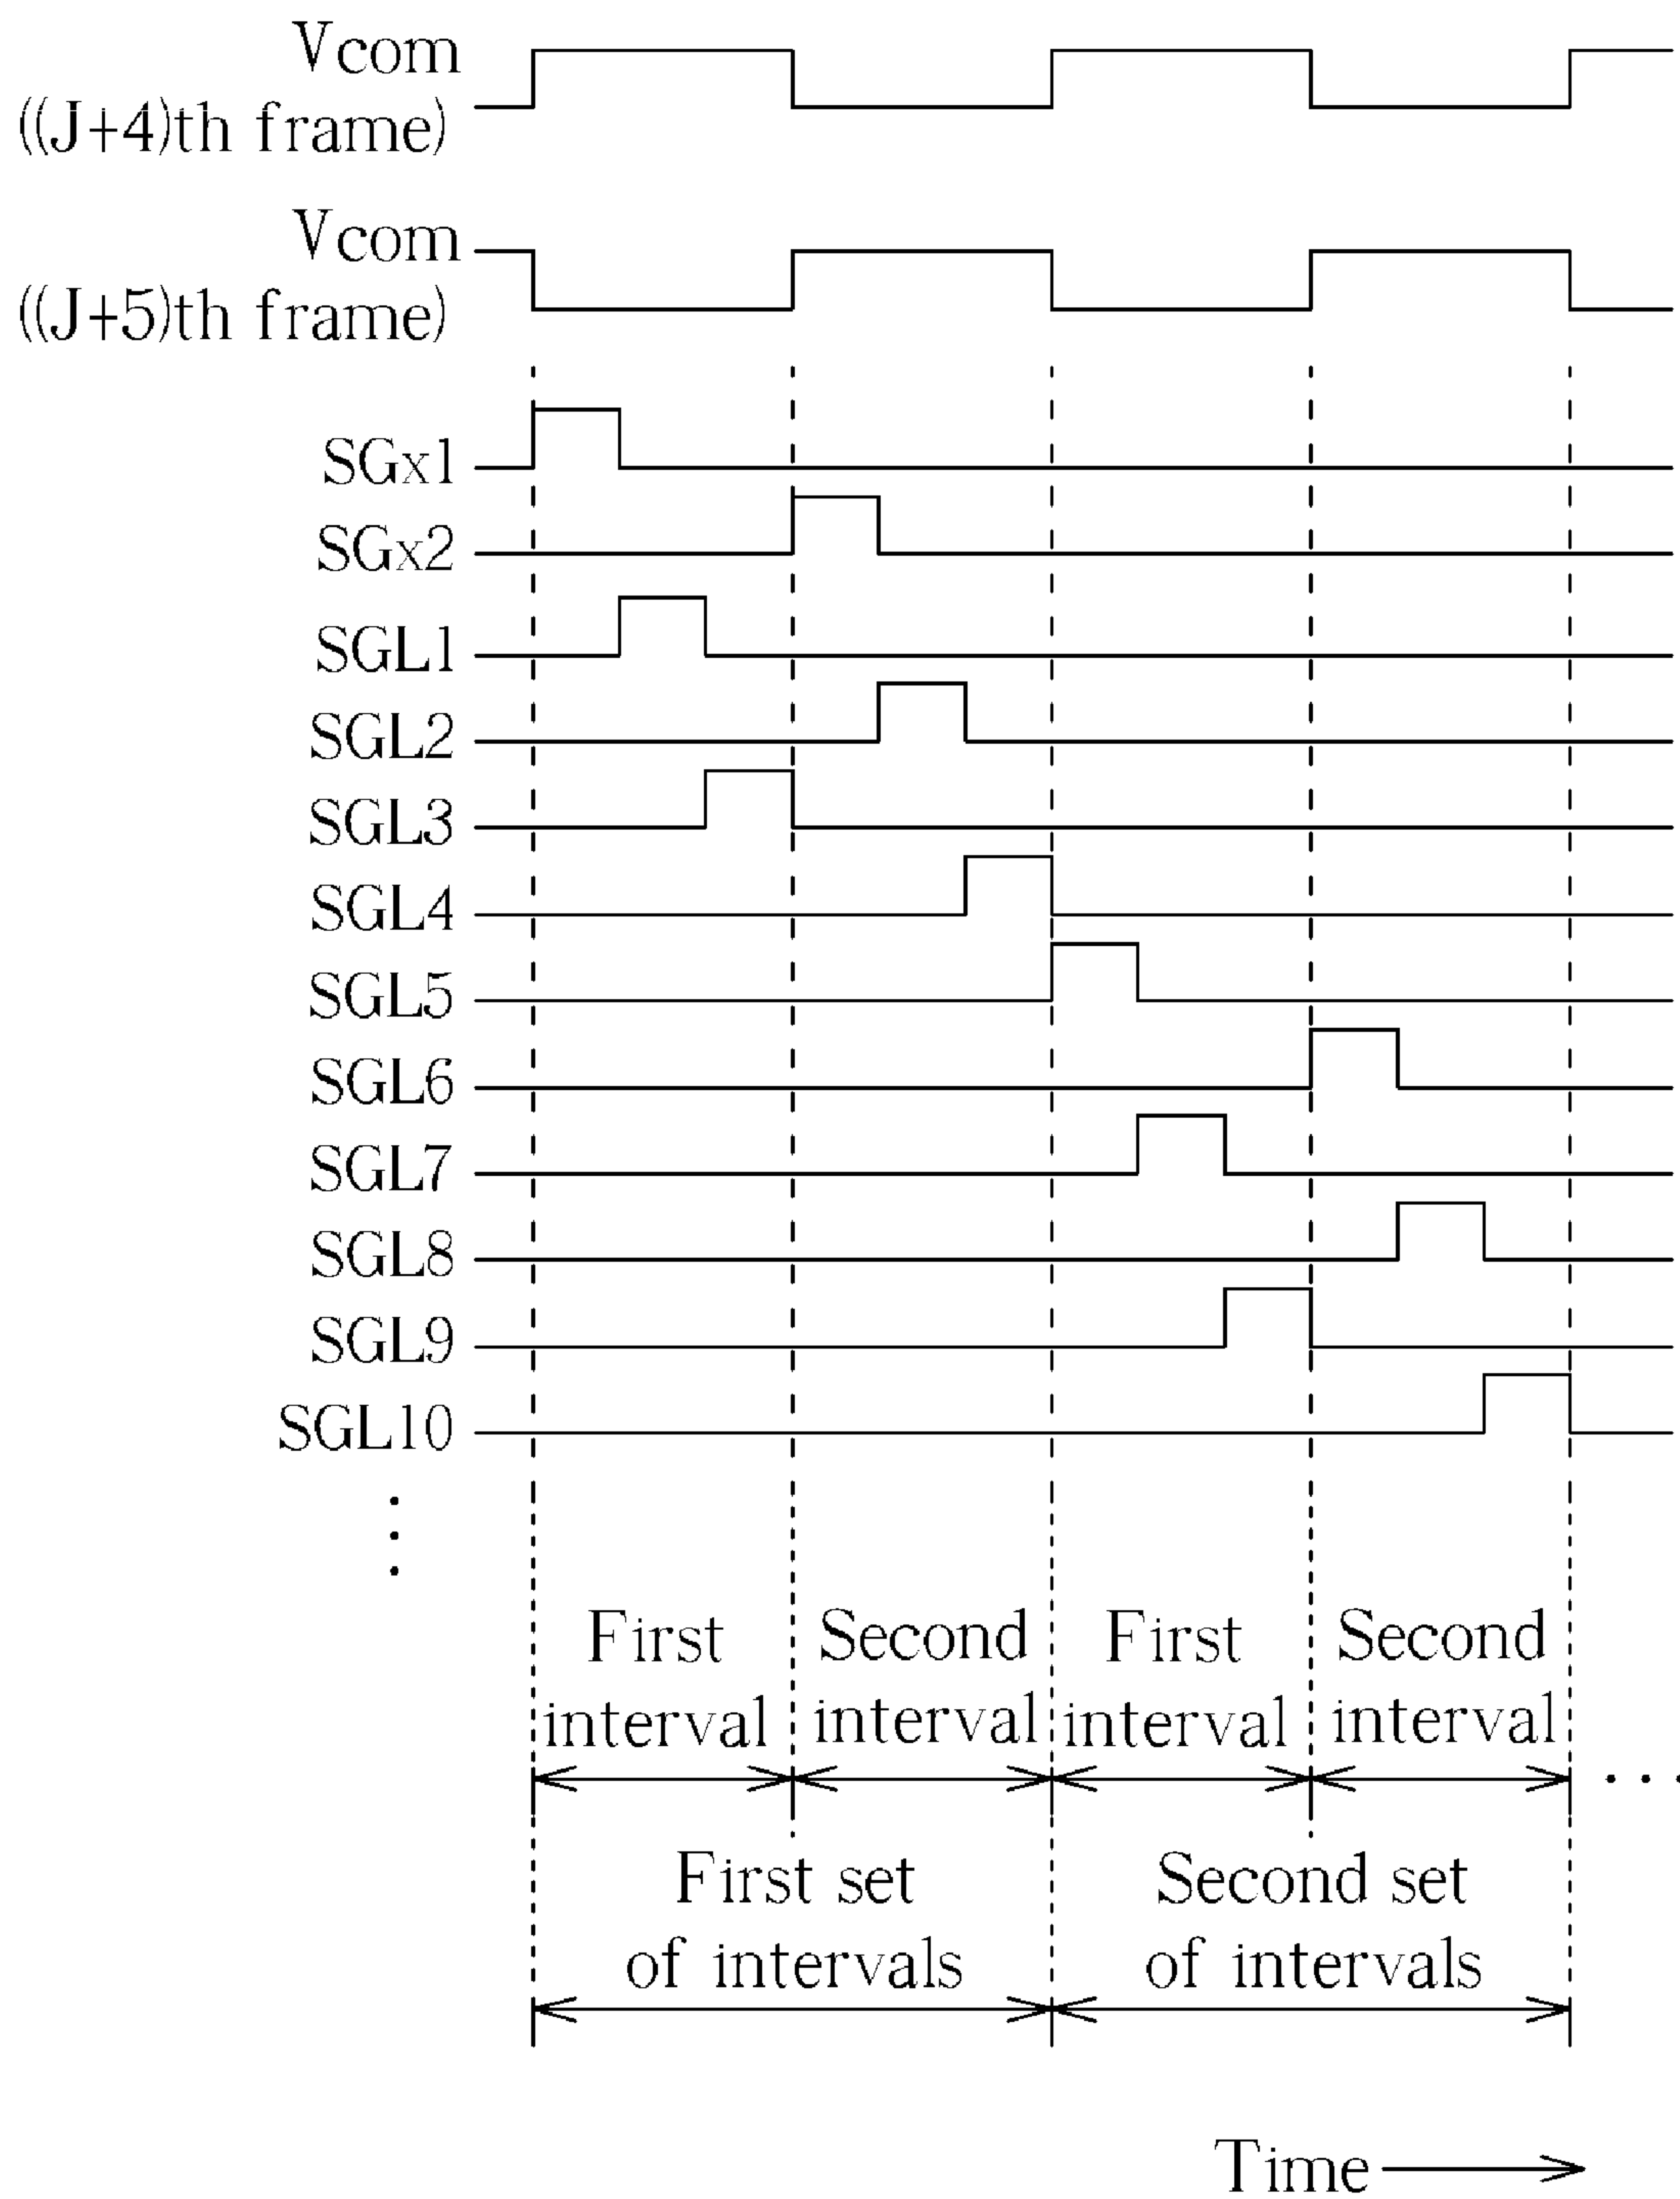 Vcom
((J+4)th frame)
Vcom
((J+5)th frame)
SGx1
SGx2
SGL1
SGL2
SGL3
SGL4
SGL5
SGL6
SGL7
SGL8
SGL9
SGL10
First interval
Second interval
First interval
Second interval
First set of intervals
Second set of intervals
Time